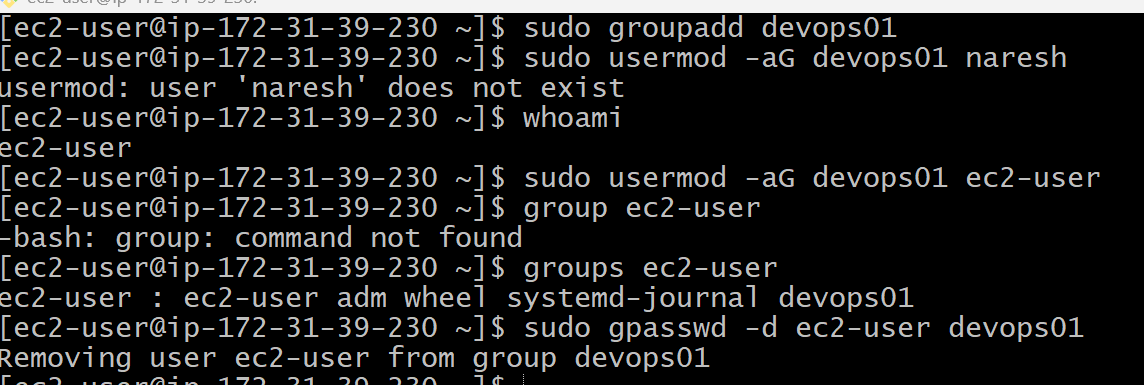 [ec2-user@ip-172-31-39-230 ~]$ sudo groupadd devops01
[ec2-user@ip-172-31-39-230 ~]$ sudo usermod -aG devops01 naresh
usermod: user 'naresh' does not exist
[ec2-user@ip-172-31-39-230 ~]$ whoami
ec2-user
[ec2-user@ip-172-31-39-230 ~]$ sudo usermod -aG devops01 ec2-user
[ec2-user@ip-172-31-39-230 ~]$ group ec2-user
-bash: group: command not found
[ec2-user@ip-172-31-39-230 ~]$ groups ec2-user
ec2-user : ec2-user adm wheel systemd-journal devops01
[ec2-user@ip-172-31-39-230 ~]$ sudo gpasswd -d ec2-user devops01
Removing user ec2-user from group devops01